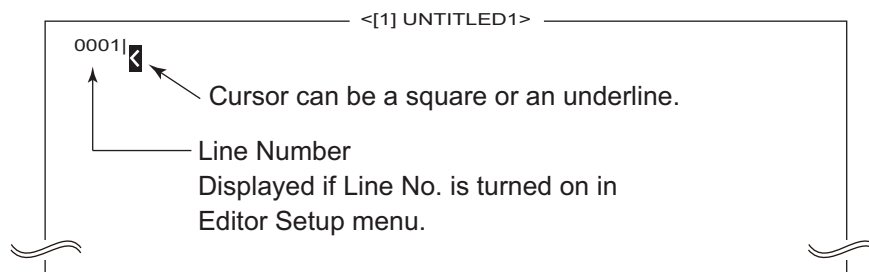 <[1] UNTITLED1>
0001|<
Cursor can be a square or an underline.
Line Number
Displayed if Line No. is turned on in
Editor Setup menu.